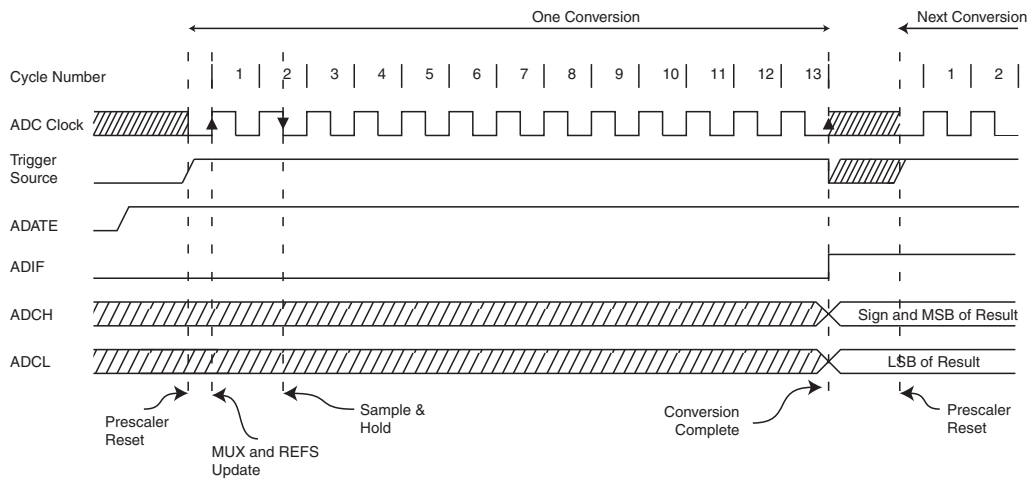 One Conversion
Next Conversion
Cycle Number
1 2 3 4 5 6 7 8 9 10 11 12 13 1 2
ADC Clock
Trigger
Source
ADATE
ADIF
ADCH
Sign and MSB of Result
ADCL
LSB of Result
Prescaler
Reset
MUX and REFS
Update
Sample &
Hold
Conversion
Complete
Prescaler
Reset